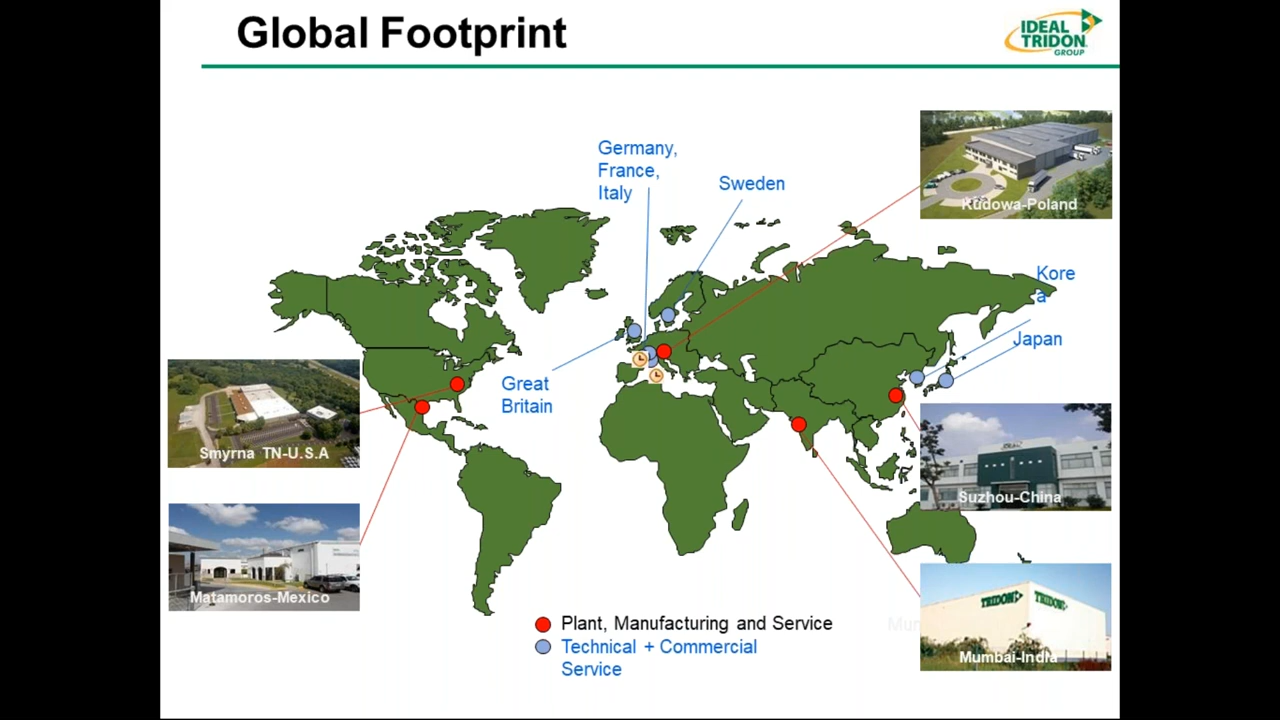 Global Footprint
IDEAL
TRIDON
GROUP
Germany,
France,
Italy
Sweden
Kudowa-Poland
Kore
a
Japan
Great
Britain
Smyrna TN-U.S.A
Suzhou-China
Matamoros-Mexico
TRIDON TRIDON
Mumbai-India
Plant, Manufacturing and Service
Technical + Commercial
Service